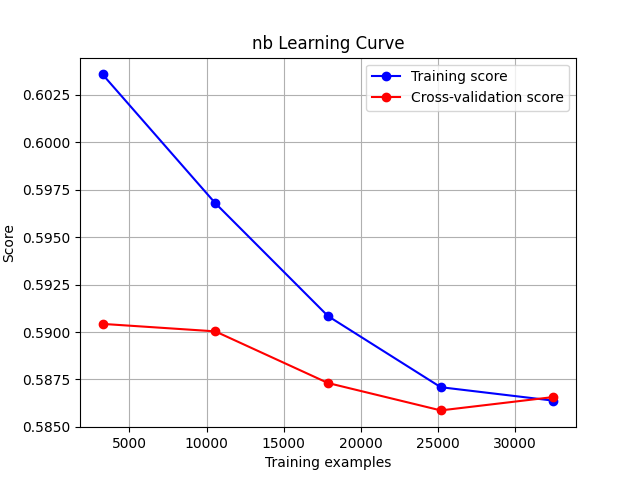 nb Learning Curve
Training score
Cross-validation score
0.6025
0.6000
0.5975
0.5950
0.5925
0.5900
0.5875
0.5850
Score
5000 10000 15000 20000 25000 30000
Training examples